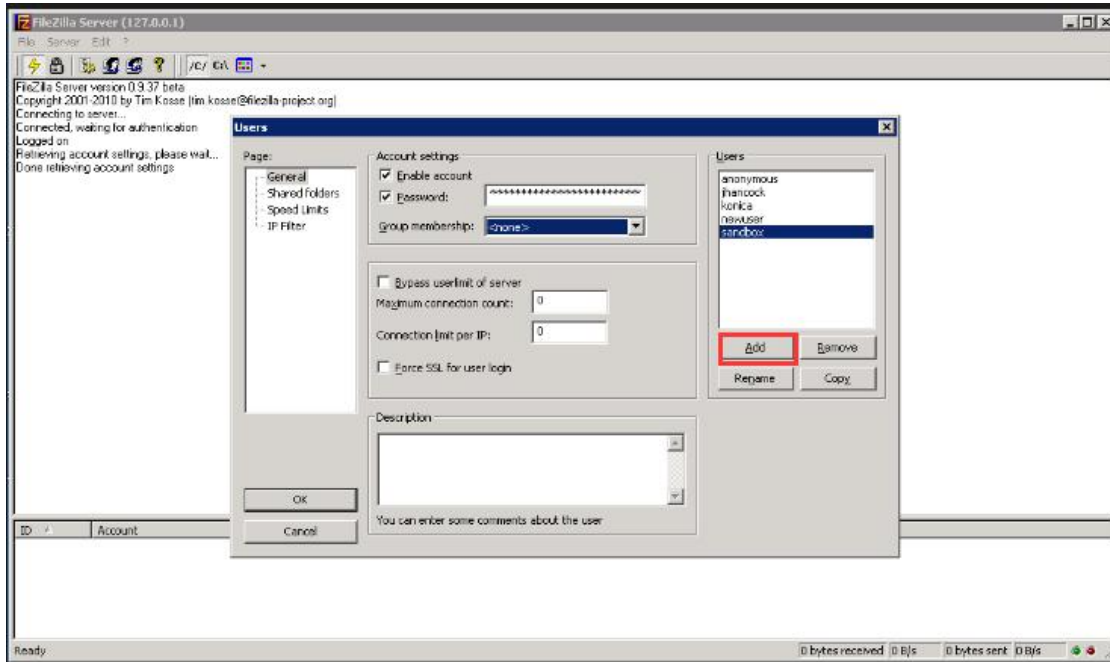 FileZilla Server (127.0.0.1)
File Server Edit ?
/C/ C:\
FileZilla Server version 0.9.37 beta
Copyright 2001-2010 by Tim Kosse (tim.kosse@filezilla-project.org)
Connecting to server...
Connected, waiting for authentication
Logged on
Retrieving account settings, please wait...
Done retrieving account settings
Users
Page:
General
Shared folders
Speed Limits
IP Filter
OK
Cancel
Account settings
Enable account
Password: **************************
Group membership: <none>
Bypass userlimit of server
Maximum connection count: 0
Connection limit per IP: 0
Force SSL for user login
Description
You can enter some comments about the user
Users
anonymous
jhancock
konica
newuser
sandbox
Add Remove
Rename Copy
ID Account
Ready 0 bytes received 0 B/s 0 bytes sent 0 B/s